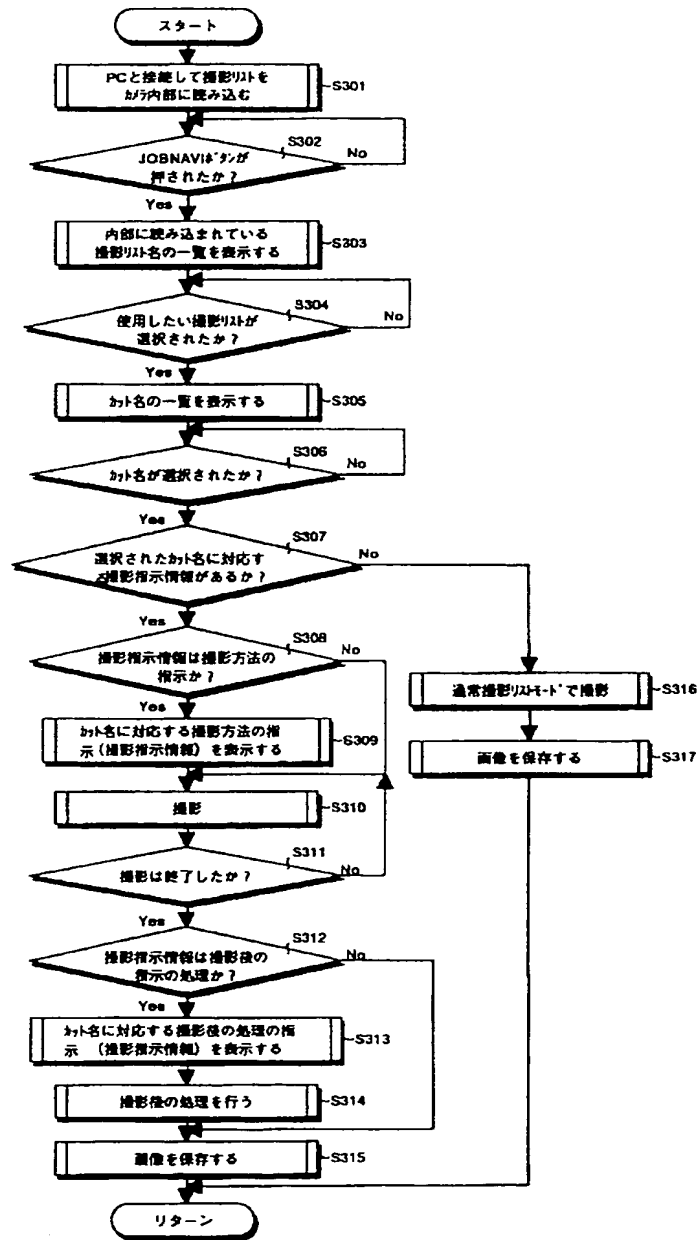 スタート
PCと接続して撮影リストを
カメラ内部に読み込む
S301
S302
JOBNAVIボタンが
押されたか?
No
Yes
内部に読み込まれている
撮影リスト名の一覧を表示する
S303
S304
使用したい撮影リストが
選択されたか?
No
Yes
カット名の一覧を表示する
S305
S306
カット名が選択されたか?
No
Yes
S307
選択されたカット名に対応す
る撮影指示情報があるか?
No
Yes
S308
撮影指示情報は撮影方法の
指示か?
No
Yes
カット名に対応する撮影方法の指
示(撮影指示情報)を表示する
S309
通常撮影リストモードで撮影
S316
画像を保存する
S317
撮影
S310
S311
撮影は終了したか?
No
Yes
S312
撮影指示情報は撮影後の
指示の処理か?
No
Yes
カット名に対応する撮影後の処理の指
示 (撮影指示情報)を表示する
S313
撮影後の処理を行う
S314
画像を保存する
S315
リターン